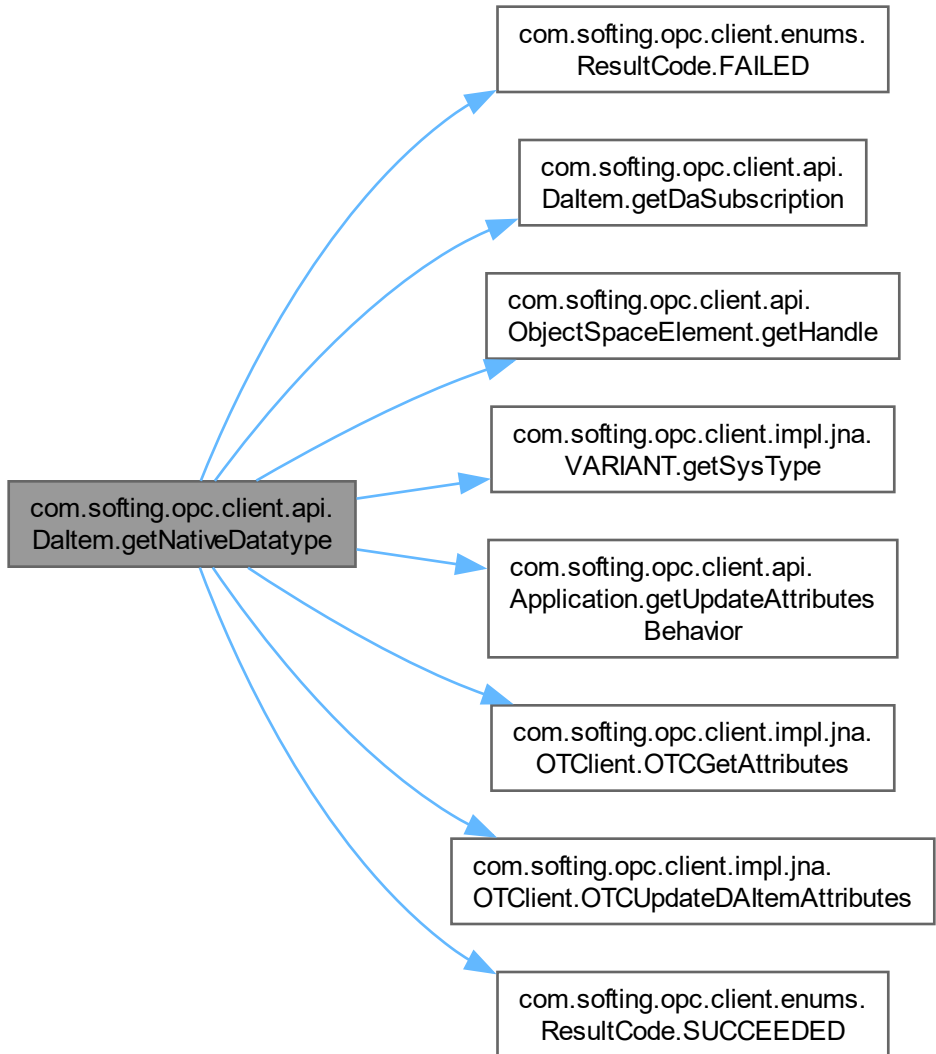 com.softing.opc.client.enums.
ResultCode.FAILED
com.softing.opc.client.api.
DaItem.getDaSubscription
com.softing.opc.client.api.
ObjectSpaceElement.getHandle
com.softing.opc.client.impl.jna.
VARIANT.getSysType
com.softing.opc.client.api.
DaItem.getNativeDatatype
com.softing.opc.client.api.
Application.getUpdateAttributes
Behavior
com.softing.opc.client.impl.jna.
OTClient.OTCGetAttributes
com.softing.opc.client.impl.jna.
OTClient.OTCUpdateDAItemAttributes
com.softing.opc.client.enums.
ResultCode.SUCCEEDED